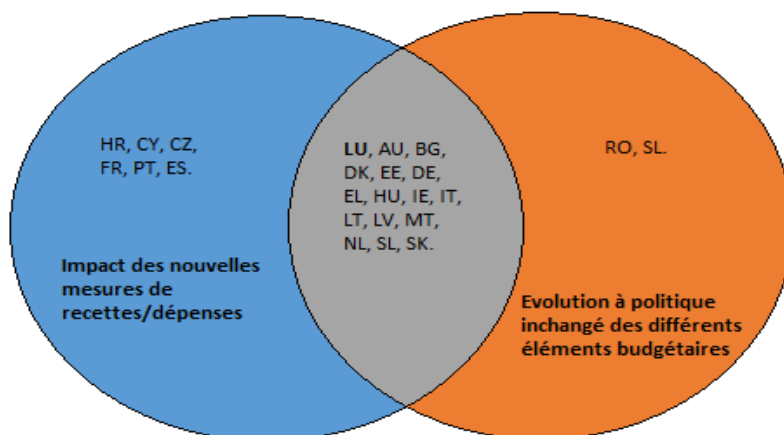 HR, CY, CZ,
FR, PT, ES.
Impact des nouvelles
mesures de
recettes/dépenses
LU, AU, BG,
DK, EE, DE,
EL, HU, IE, IT,
LT, LV, MT,
NL, SL, SK.
RO, SL.
Evolution à politique
inchangé des différents
éléments budgétaires